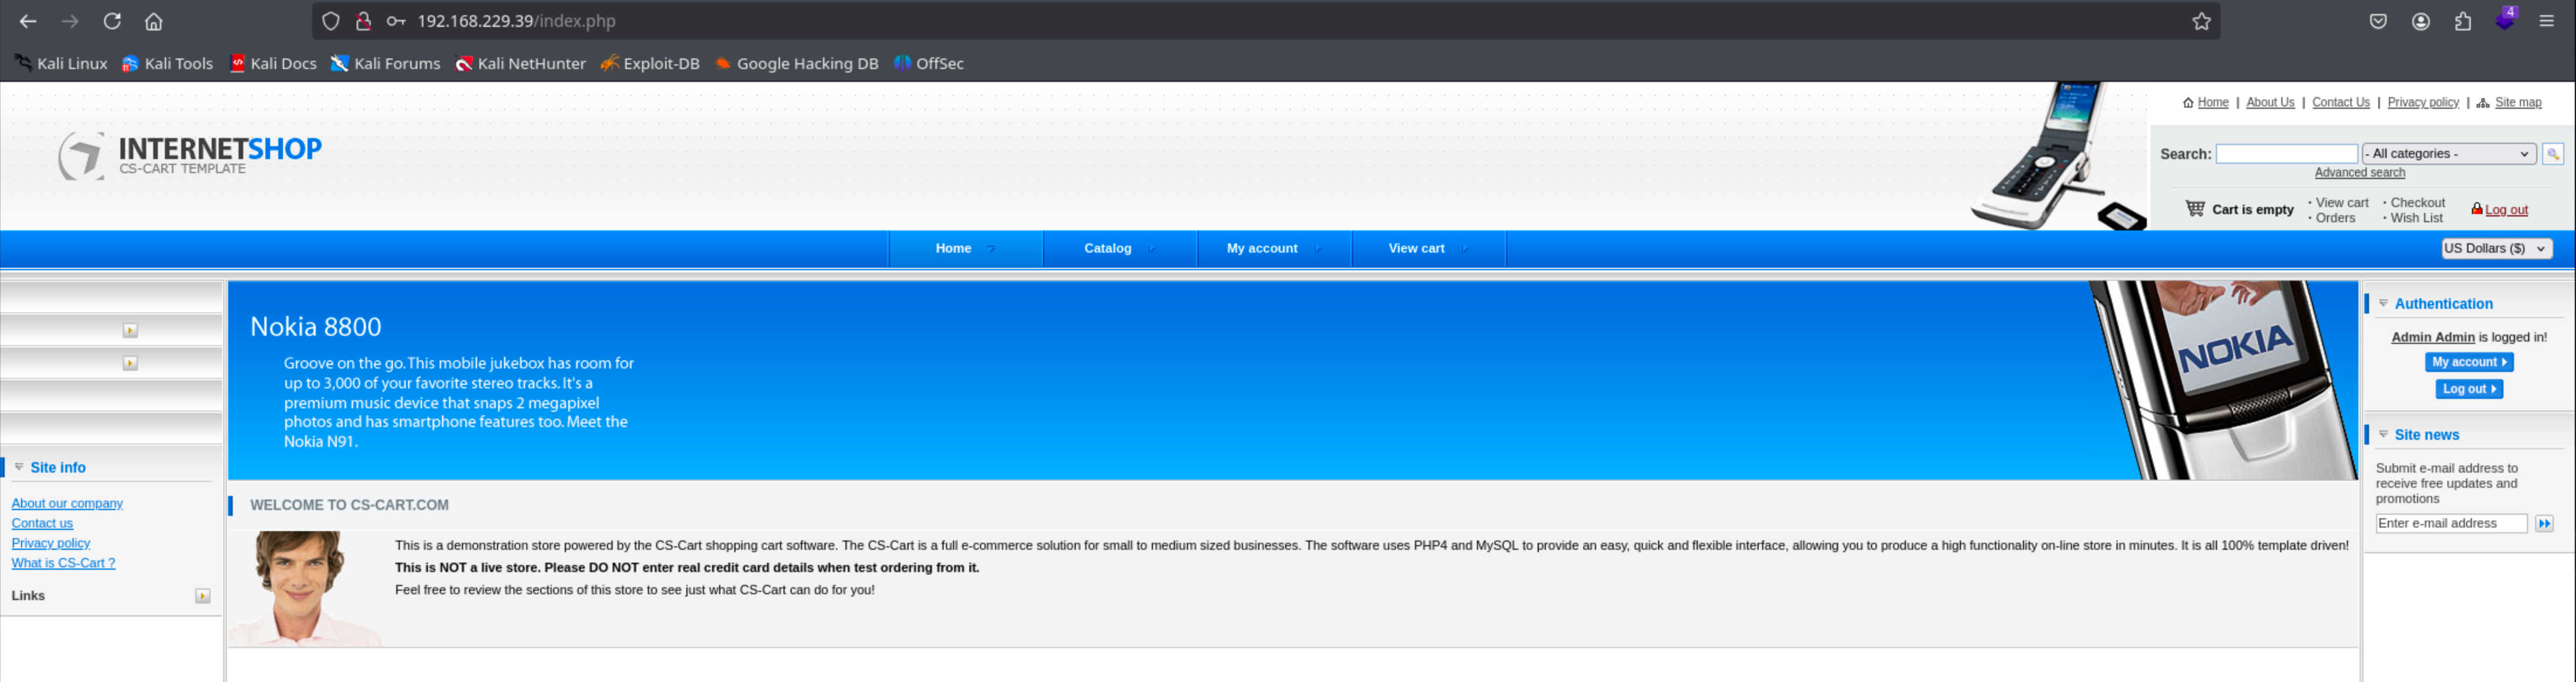 192.168.229.39/index.php
4
Kali Linux Kali Tools Kali Docs Kali Forums Kali NetHunter Exploit-DB Google Hacking DB OffSec
INTERNETSHOP
CS-CART TEMPLATE
Home | About Us | Contact Us | Privacy policy | Site map
Search: - All categories -
Advanced search
Cart is empty · View cart · Checkout
· Orders · Wish List
Log out
Home Catalog My account View cart
US Dollars ($)
Site info
About our company
Contact us
Privacy policy
What is CS-Cart ?
Links
Nokia 8800
Groove on the go. This mobile jukebox has room for
up to 3,000 of your favorite stereo tracks. It's a
premium music device that snaps 2 megapixel
photos and has smartphone features too. Meet the
Nokia N91.
NOKIA
WELCOME TO CS-CART.COM
This is a demonstration store powered by the CS-Cart shopping cart software. The CS-Cart is a full e-commerce solution for small to medium sized businesses. The software uses PHP4 and MySQL to provide an easy, quick and flexible interface, allowing you to produce a high functionality on-line store in minutes. It is all 100% template driven!
This is NOT a live store. Please DO NOT enter real credit card details when test ordering from it.
Feel free to review the sections of this store to see just what CS-Cart can do for you!
Authentication
Admin Admin is logged in!
My account
Log out
Site news
Submit e-mail address to
receive free updates and
promotions
Enter e-mail address